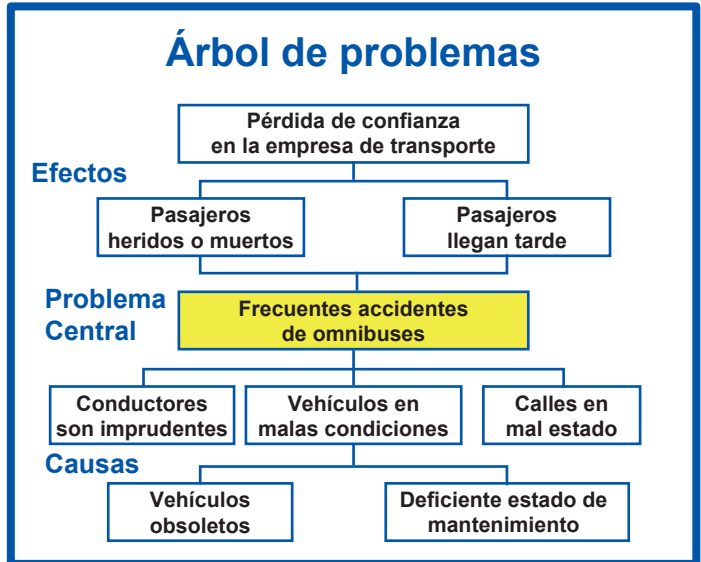 Árbol de problemas
Pérdida de confianza
en la empresa de transporte
Efectos
Pasajeros
heridos o muertos
Pasajeros
llegan tarde
Problema
Central
Frecuentes accidentes
de omnibuses
Conductores
son imprudentes
Vehículos en
malas condiciones
Calles en
mal estado
Causas
Vehículos
obsoletos
Deficiente estado de
mantenimiento